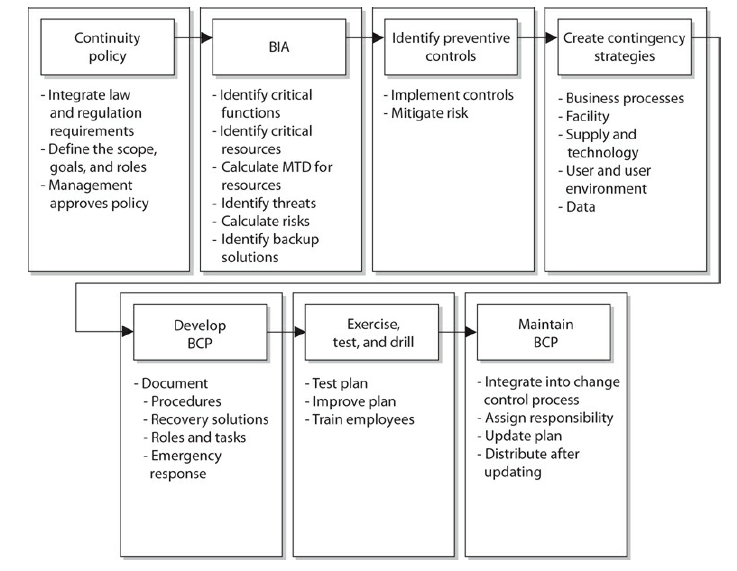 Continuity
policy
- Integrate law
and regulation
requirements
- Define the scope,
goals, and roles
- Management
approves policy
BIA
- Identify critical
functions
- Identify critical
resources
- Calculate MTD for
resources
- Identify threats
- Calculate risks
- Identify backup
solutions
Identify preventive
controls
- Implement controls
- Mitigate risk
Create contingency
strategies
- Business processes
- Facility
- Supply and
technology
- User and user
environment
- Data
Develop
BCP
- Document
- Procedures
- Recovery solutions
- Roles and tasks
- Emergency
response
Exercise,
test, and drill
- Test plan
- Improve plan
- Train employees
Maintain
BCP
- Integrate into change
control process
- Assign responsibility
- Update plan
- Distribute after
updating